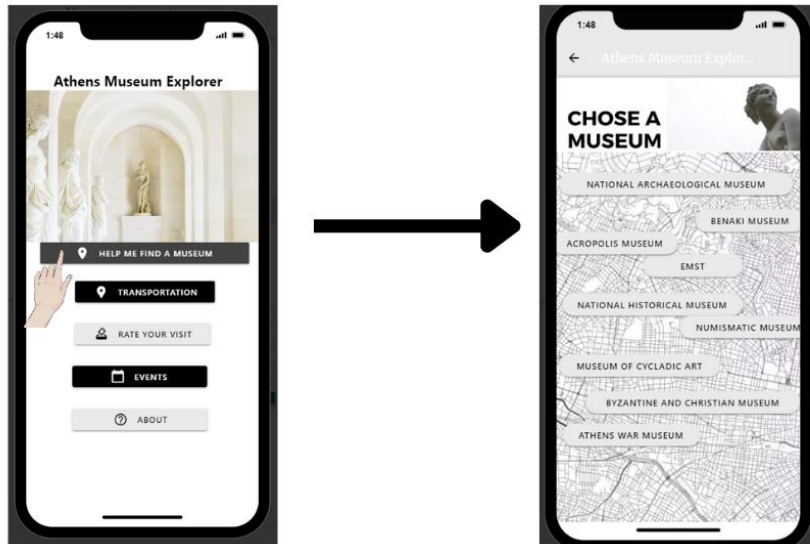 1:48
Athens Museum Explorer
HELP ME FIND A MUSEUM
TRANSPORTATION
RATE YOUR VISIT
EVENTS
ABOUT
1:48
Athens Museum Explor...
CHOSE A
MUSEUM
NATIONAL ARCHAEOLOGICAL MUSEUM
BENAKI MUSEUM
ACROPOLIS MUSEUM
EMST
NATIONAL HISTORICAL MUSEUM
NUMISMATIC MUSEUM
MUSEUM OF CYCLADIC ART
BYZANTINE AND CHRISTIAN MUSEUM
ATHENS WAR MUSEUM